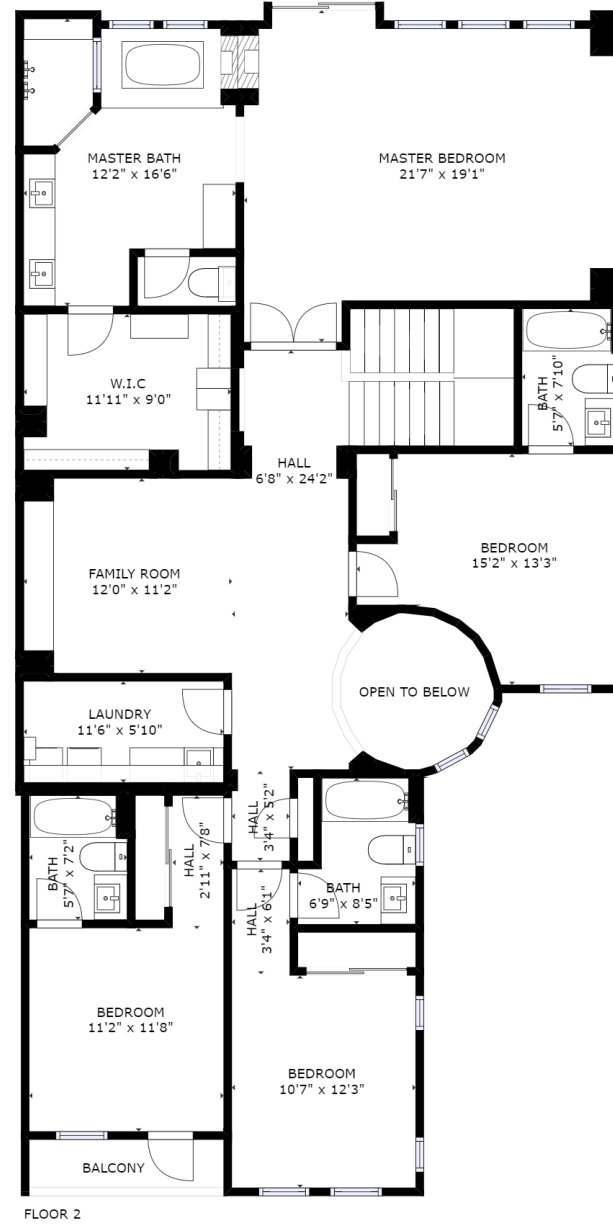 MASTER BATH
12'2" x 16'6"
MASTER BEDROOM
21'7" x 19'1"
W.I.C
11'11" x 9'0"
BATH
5'7" x 7'10"
HALL
6'8" x 24'2"
BEDROOM
15'2" x 13'3"
FAMILY ROOM
12'0" x 11'2"
OPEN TO BELOW
LAUNDRY
11'6" x 5'10"
HALL
3'4" x 5'2"
BATH
5'7" x 7'2"
HALL
2'11" x 7'8"
HALL
3'4" x 6'1"
BATH
6'9" x 8'5"
BEDROOM
11'2" x 11'8"
BEDROOM
10'7" x 12'3"
BALCONY
FLOOR 2